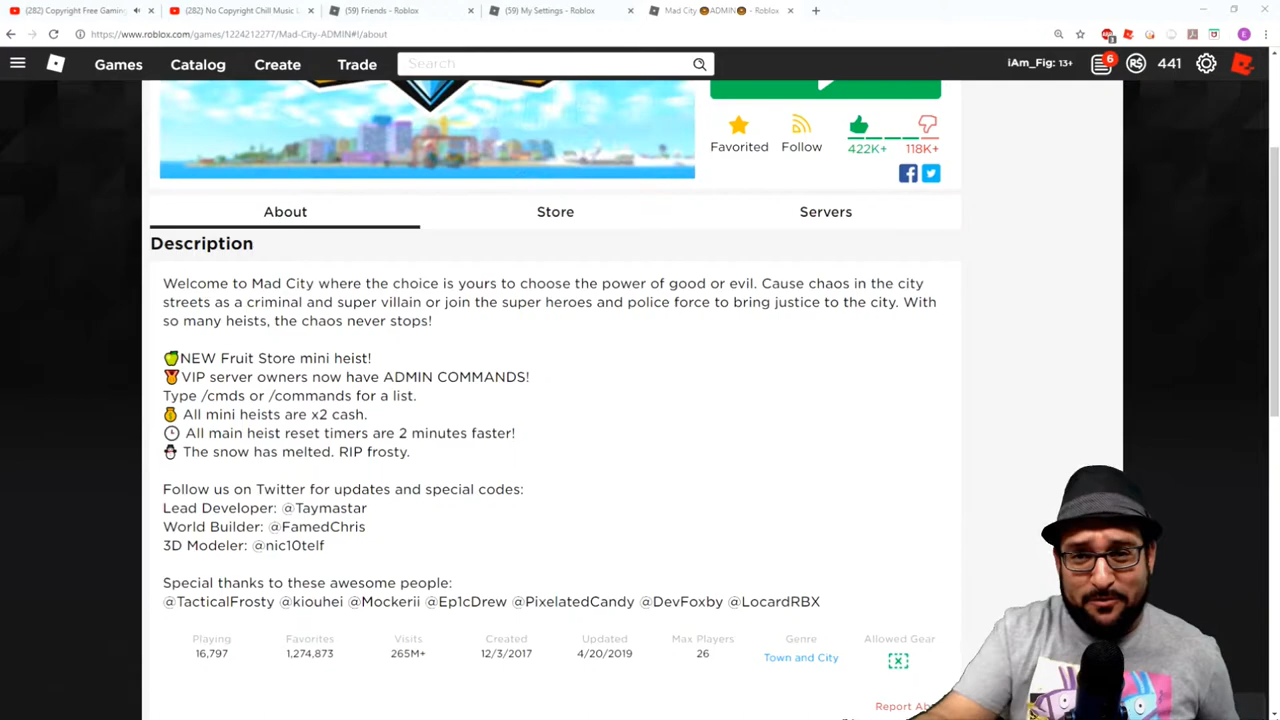 (282) Copyright Free Gaming
(282) No Copyright Chill Music L
(59) Friends - Roblox
(59) My Settings - Roblox
Mad City ADMIN - Roblox
https://www.roblox.com/games/1224212277/Mad-City-ADMIN#!/about
E
Games
Catalog
Create
Trade
Search
iAm_Fig: 13+
6
441
Favorited
Follow
422K+
118K+
About
Store
Servers
Description
Welcome to Mad City where the choice is yours to choose the power of good or evil. Cause chaos in the city
streets as a criminal and super villain or join the super heroes and police force to bring justice to the city. With
so many heists, the chaos never stops!
🍏NEW Fruit Store mini heist!
🏅VIP server owners now have ADMIN COMMANDS!
Type /cmds or /commands for a list.
💰 All mini heists are x2 cash.
🕒 All main heist reset timers are 2 minutes faster!
⛄ The snow has melted. RIP frosty.
Follow us on Twitter for updates and special codes:
Lead Developer: @Taymastar
World Builder: @FamedChris
3D Modeler: @nic10telf
Special thanks to these awesome people:
@TacticalFrosty @kiouhei @Mockerii @Ep1cDrew @PixelatedCandy @DevFoxby @LocardRBX
Playing
Favorites
Visits
Created
Updated
Max Players
Genre
Allowed Gear
16,797
1,274,873
265M+
12/3/2017
4/20/2019
26
Town and City
Report Ab